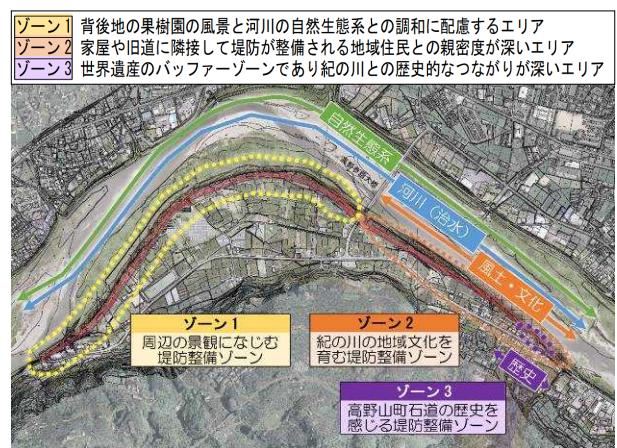 ゾーン1 背後地の果樹園の風景と河川の自然生態系との調和に配慮するエリア
ゾーン2 家屋や旧道に隣接して堤防が整備される地域住民との親密度が深いエリア
ゾーン3 世界遺産のバッファーゾーンであり紀の川との歴史的なつながりが深いエリア
自然生態系
河川(治水)
風土・文化
歴史
ゾーン1
周辺の景観になじむ
堤防整備ゾーン
ゾーン2
紀の川の地域文化を
育む堤防整備ゾーン
ゾーン3
高野山町石道の歴史を
感じる堤防整備ゾーン